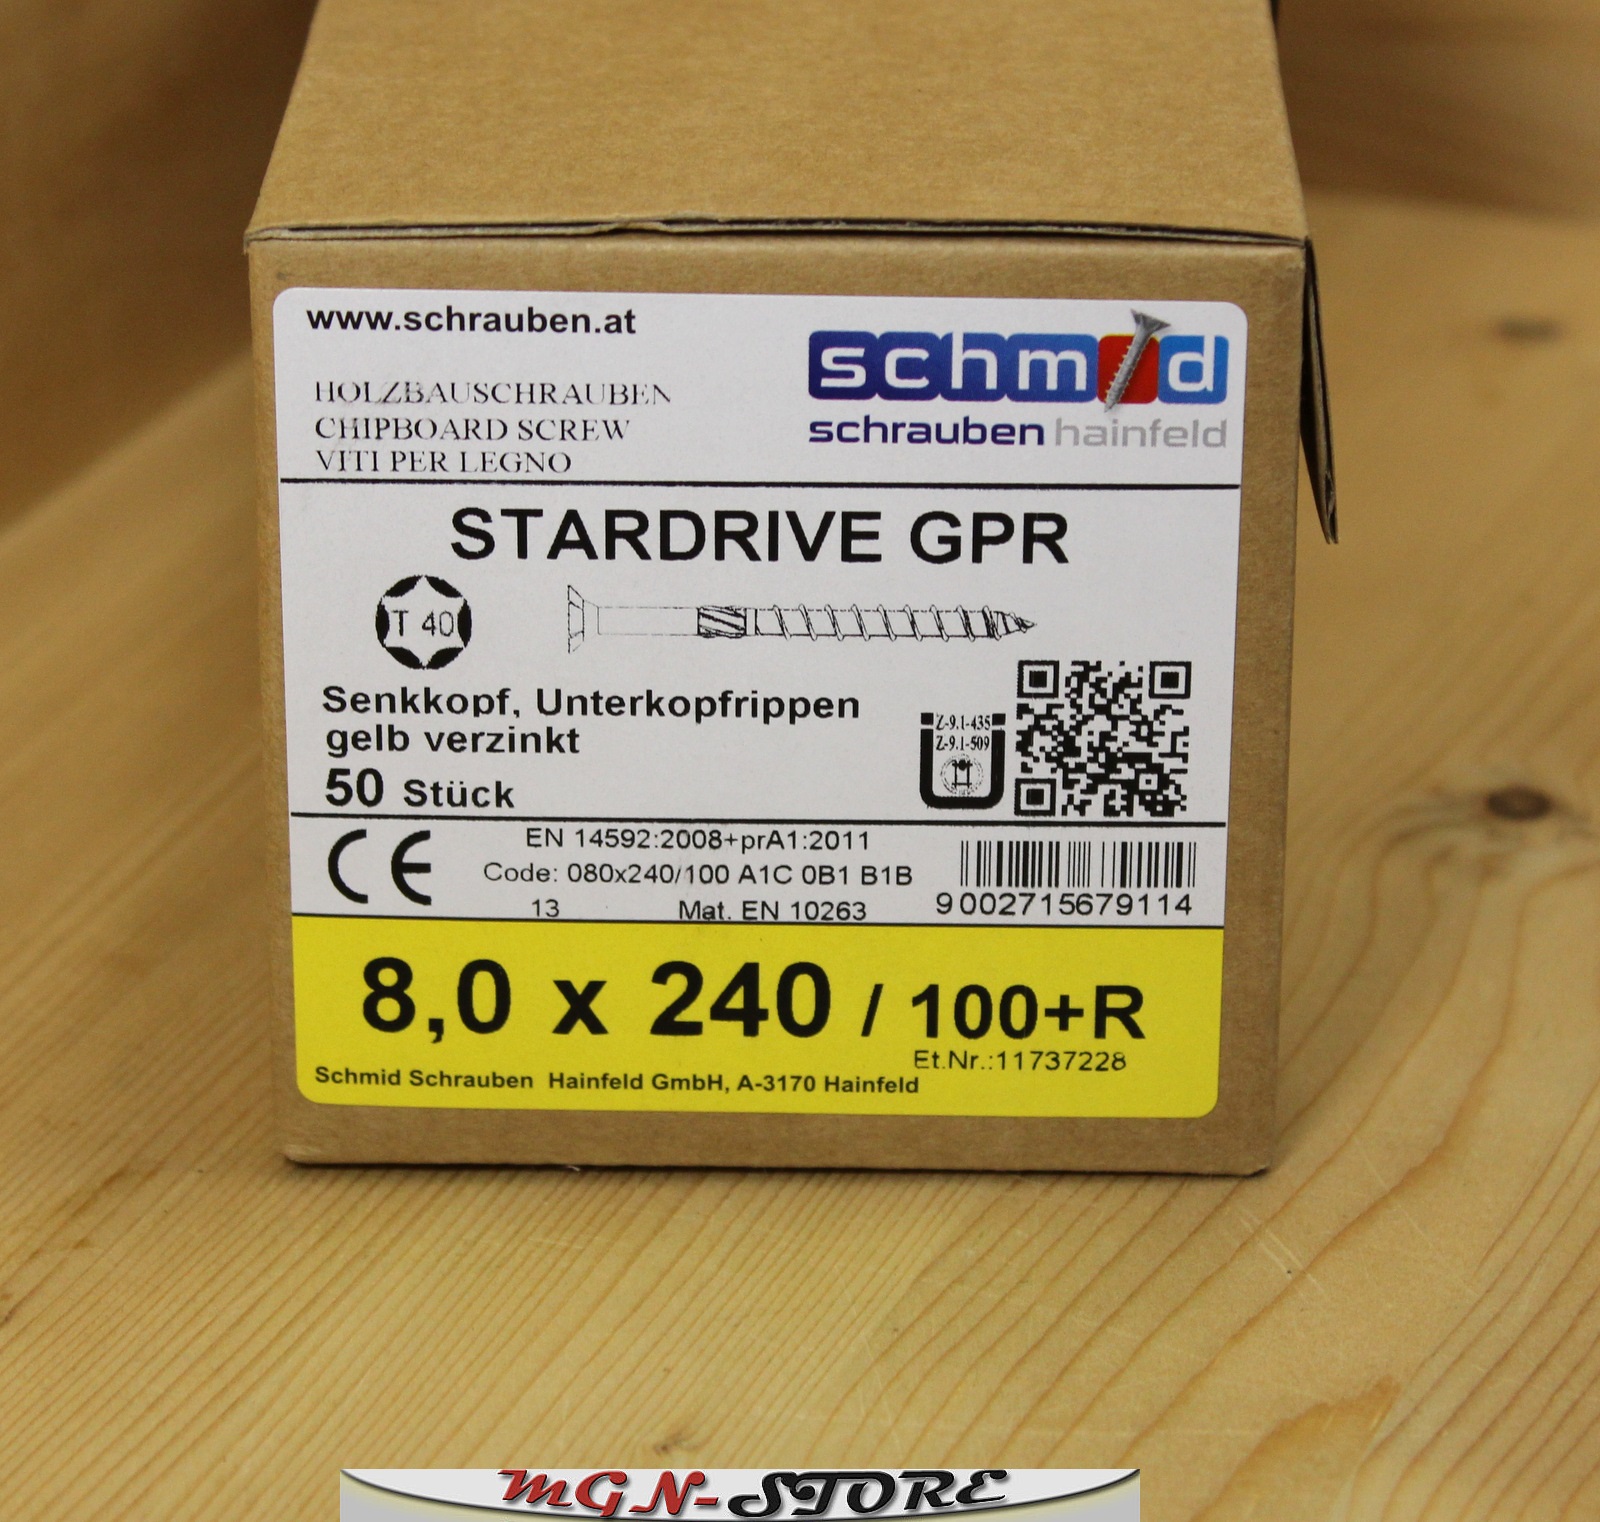 www.schrauben.at
schmid
schrauben hainfeld
HOLZBAUSCHRAUBEN
CHIPBOARD SCREW
VITI PER LEGNO
STARDRIVE GPR
T 40
Senkkopf, Unterkopfrippen
gelb verzinkt
50 Stück
Z-9.1-435
Z-9.1-509
CE
EN 14592:2008+prA1:2011
Code: 080x240/100 A1C 0B1 B1B
13 Mat. EN 10263
9002715679114
8,0 x 240 / 100+R
Et.Nr.:11737228
Schmid Schrauben Hainfeld GmbH, A-3170 Hainfeld
MGN-STORE